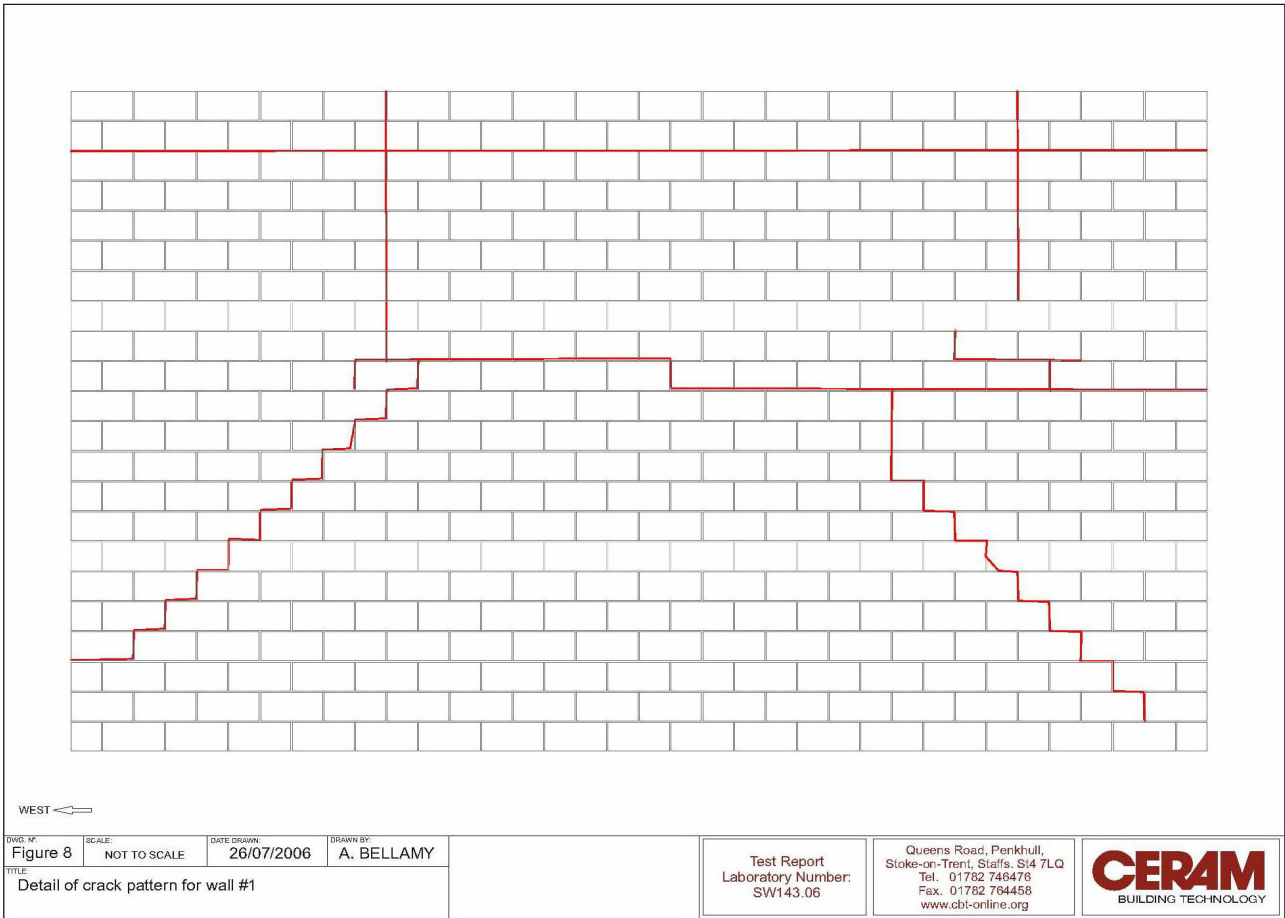 WEST
DWG. Nº.
Figure 8
SCALE:
NOT TO SCALE
DATE DRAWN:
26/07/2006
DRAWN BY:
A. BELLAMY
TITLE:
Detail of crack pattern for wall #1
Test Report
Laboratory Number:
SW143.06
Queens Road, Penkhull,
Stoke-on-Trent, Staffs. St4 7LQ
Tel. 01782 746476
Fax. 01782 764458
www.cbt-online.org
CERAM
BUILDING TECHNOLOGY